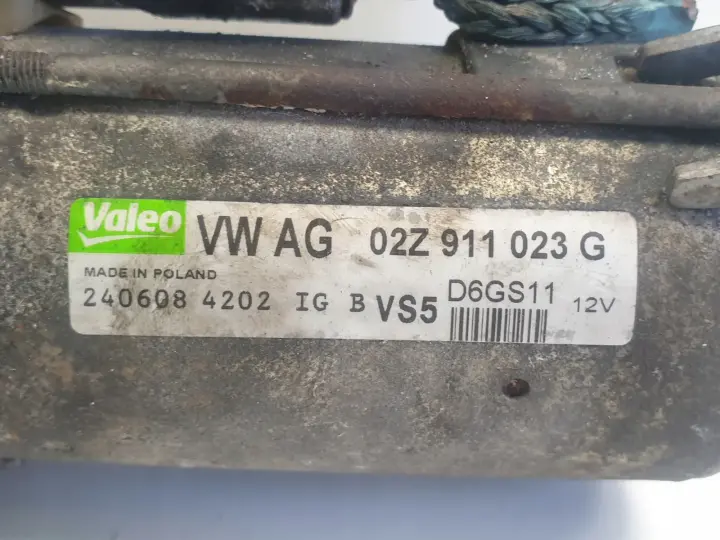 Valeo VW AG 02Z 911 023 G
MADE IN POLAND
240608 4202 IG B VS5 D6GS11 12V